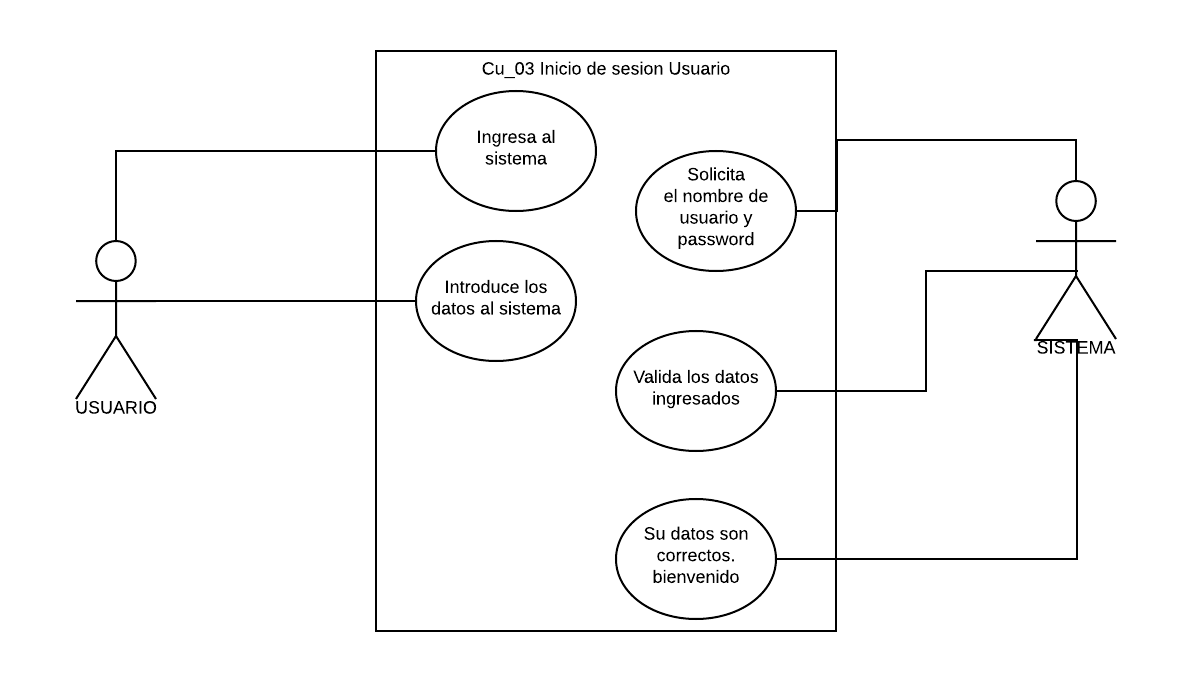 Cu_03 Inicio de sesion Usuario
Ingresa al
sistema
Solicita
el nombre de
usuario y
password
Introduce los
datos al sistema
SISTEMA
Valida los datos
ingresados
USUARIO
Su datos son
correctos.
bienvenido